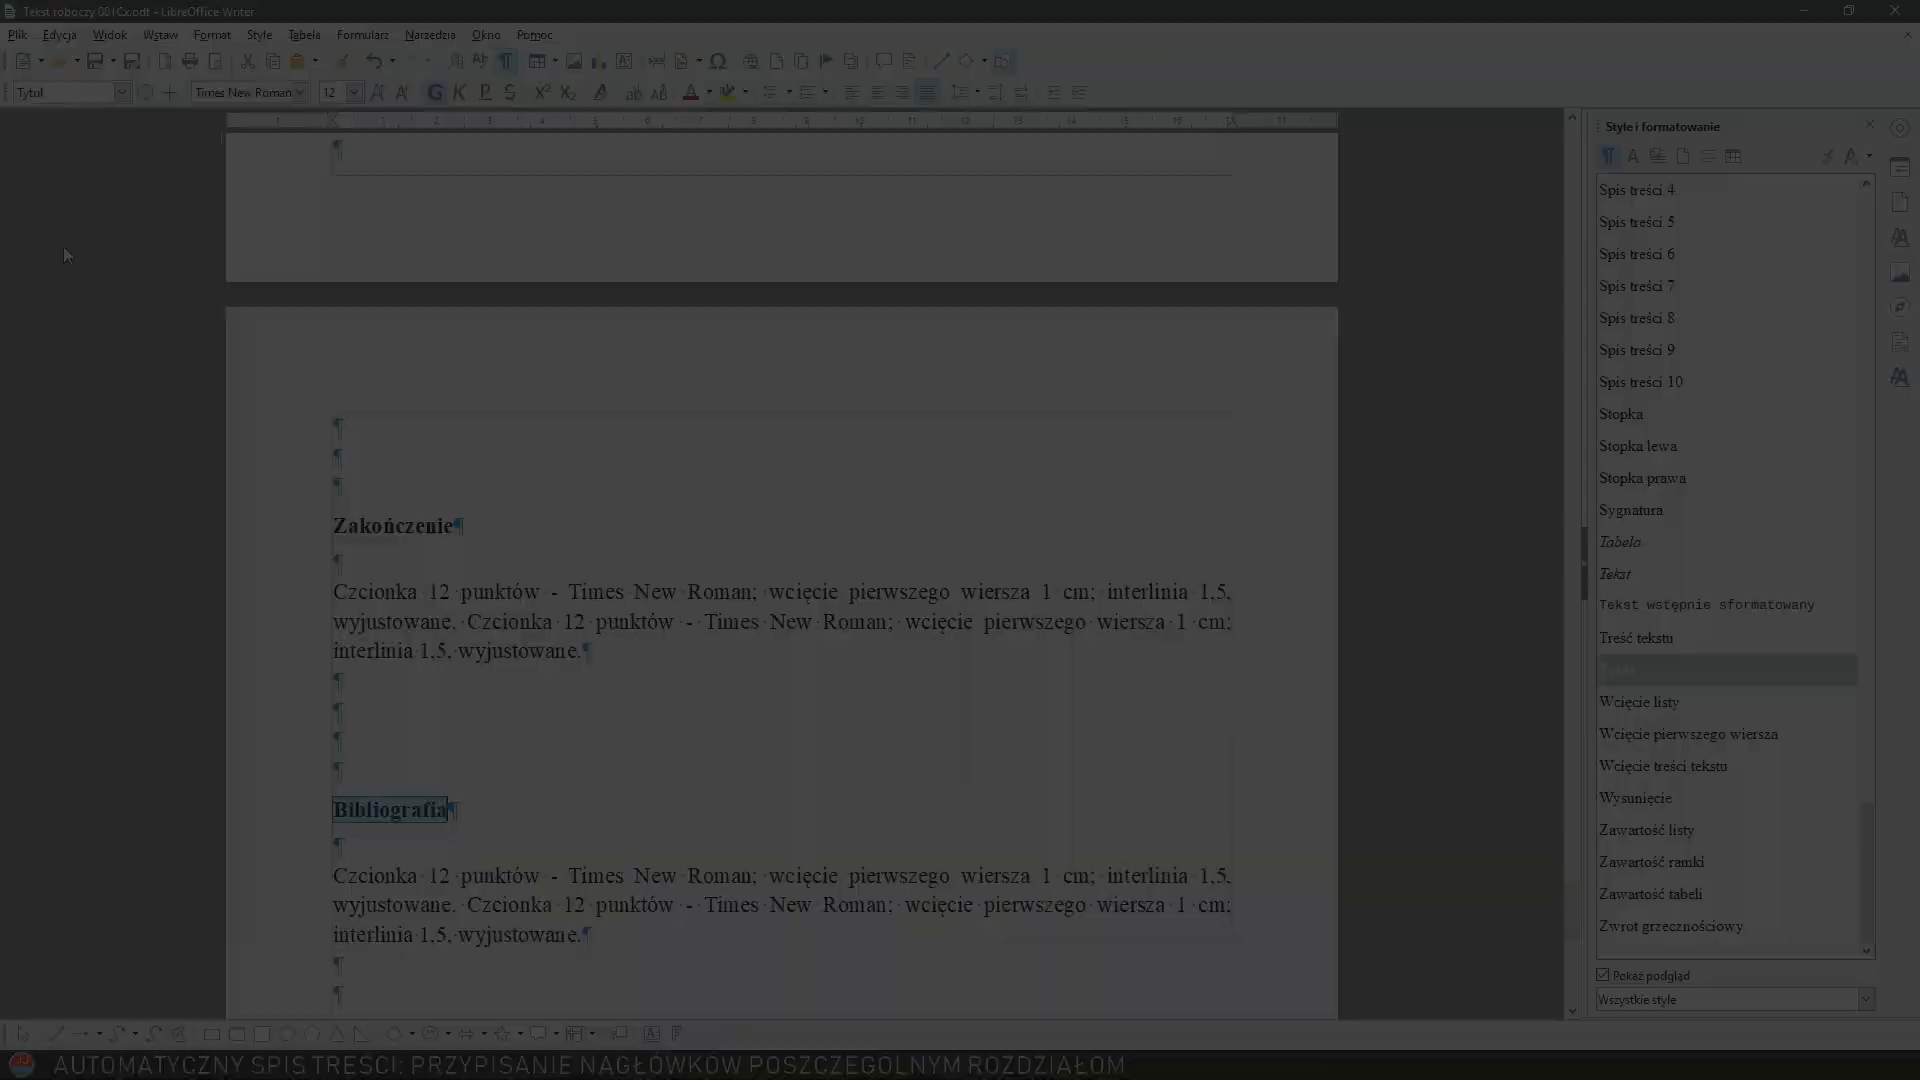 Tekst roboczy 001Cx.odt - LibreOffice Writer
Plik Edycja Widok Wstaw Format Style Tabela Formularz Narzędzia Okno Pomoc
Tytuł Times New Roman 12
Style i formatowanie
Spis treści 4
Spis treści 5
Spis treści 6
Spis treści 7
Spis treści 8
Spis treści 9
Spis treści 10
Stopka
Stopka lewa
Stopka prawa
Sygnatura
Tabela
Tekst
Tekst wstępnie sformatowany
Treść tekstu
Wcięcie listy
Wcięcie pierwszego wiersza
Wcięcie treści tekstu
Wysunięcie
Zawartość listy
Zawartość ramki
Zawartość tabeli
Zwrot grzecznościowy
Pokaż podgląd
Wszystkie style
Zakończenie
Czcionka 12 punktów - Times New Roman; wcięcie pierwszego wiersza 1 cm; interlinia 1,5,
wyjustowane. Czcionka 12 punktów - Times New Roman; wcięcie pierwszego wiersza 1 cm;
interlinia 1,5, wyjustowane.
Bibliografia
Czcionka 12 punktów - Times New Roman; wcięcie pierwszego wiersza 1 cm; interlinia 1,5,
wyjustowane. Czcionka 12 punktów - Times New Roman; wcięcie pierwszego wiersza 1 cm;
interlinia 1,5, wyjustowane.
AUTOMATYCZNY SPIS TREŚCI: PRZYPISANIE NAGŁÓWKÓW POSZCZEGÓLNYM ROZDZIAŁOM